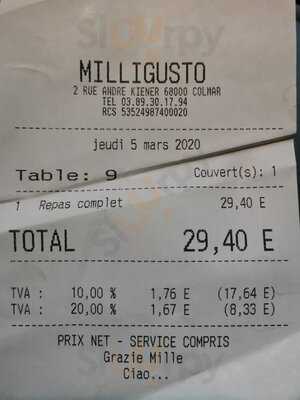 MILLIGUSTO
2 RUE ANDRE KIENER 68000 COLMAR
TEL 03.89.30.17.94
RCS 53524987400020
jeudi 5 mars 2020
Table: 9 Couvert(s): 1
1 Repas complet 29,40 E
TOTAL 29,40 E
TVA : 10,00 % 1,76 E (17,64 E)
TVA : 20,00 % 1,67 E (8,33 E)
PRIX NET - SERVICE COMPRIS
Grazie Mille
Ciao...